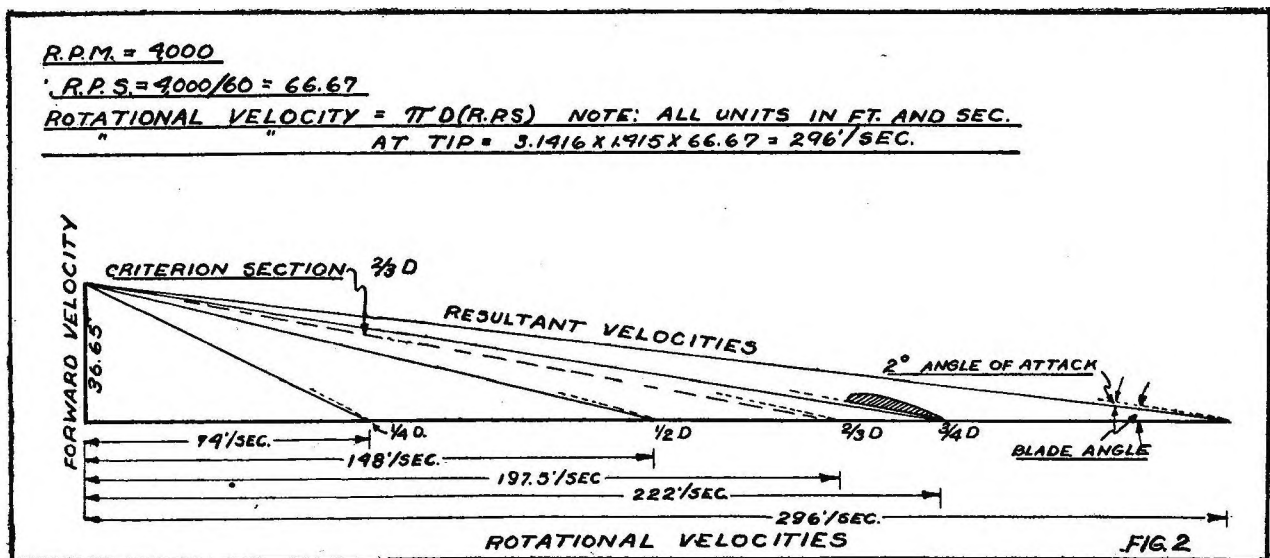 R.P.M. = 4000
R.P.S. = 4000/60 = 66.67
ROTATIONAL VELOCITY = π D(R.P.S) NOTE: ALL UNITS IN FT. AND SEC.
" " AT TIP = 3.1416 X 1.415 X 66.67 = 296'/SEC.
FORWARD VELOCITY
36.65'
CRITERION SECTION 2/3 D
RESULTANT VELOCITIES
2° ANGLE OF ATTACK
1/4 D.
1/2 D
2/3 D
3/4 D
BLADE ANGLE
74'/SEC.
148'/SEC.
197.5'/SEC
222'/SEC.
296'/SEC.
ROTATIONAL VELOCITIES
FIG. 2